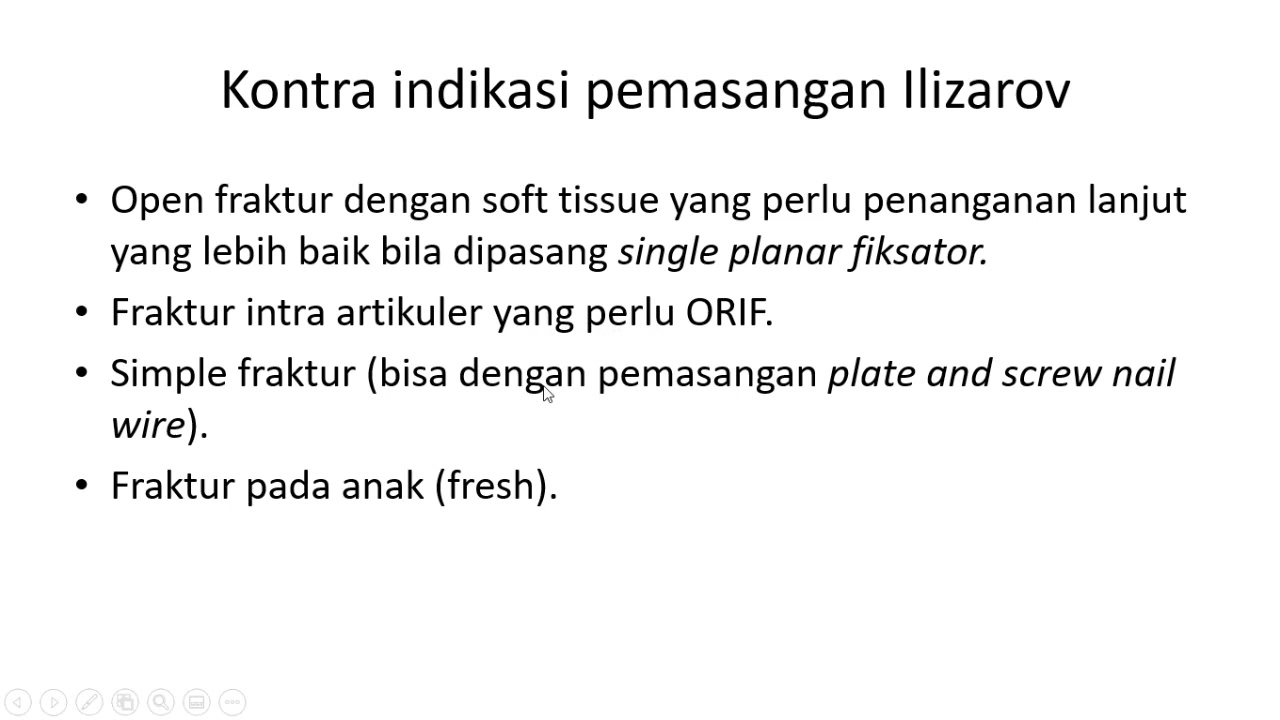 Kontra indikasi pemasangan Ilizarov
• Open fraktur dengan soft tissue yang perlu penanganan lanjut
yang lebih baik bila dipasang single planar fiksator.
• Fraktur intra artikuler yang perlu ORIF.
• Simple fraktur (bisa dengan pemasangan plate and screw nail
wire).
• Fraktur pada anak (fresh).